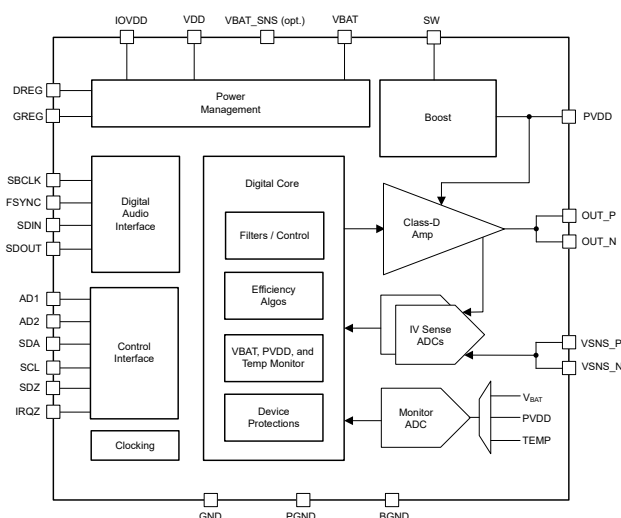 IOVDD
VDD
VBAT_SNS (opt.)
VBAT
SW
DREG
GREG
Power
Management
Boost
PVDD
SBCLK
FSYNC
SDIN
SDOUT
Digital
Audio
Interface
Digital Core
Filters / Control
Efficiency
Algos
VBAT, PVDD, and
Temp Monitor
Device
Protections
Class-D
Amp
OUT_P
OUT_N
AD1
AD2
SDA
SCL
SDZ
IRQZ
Control
Interface
Clocking
IV Sense
ADCs
VSNS_P
VSNS_N
Monitor
ADC
VBAT
PVDD
TEMP
GND
PGND
BGND